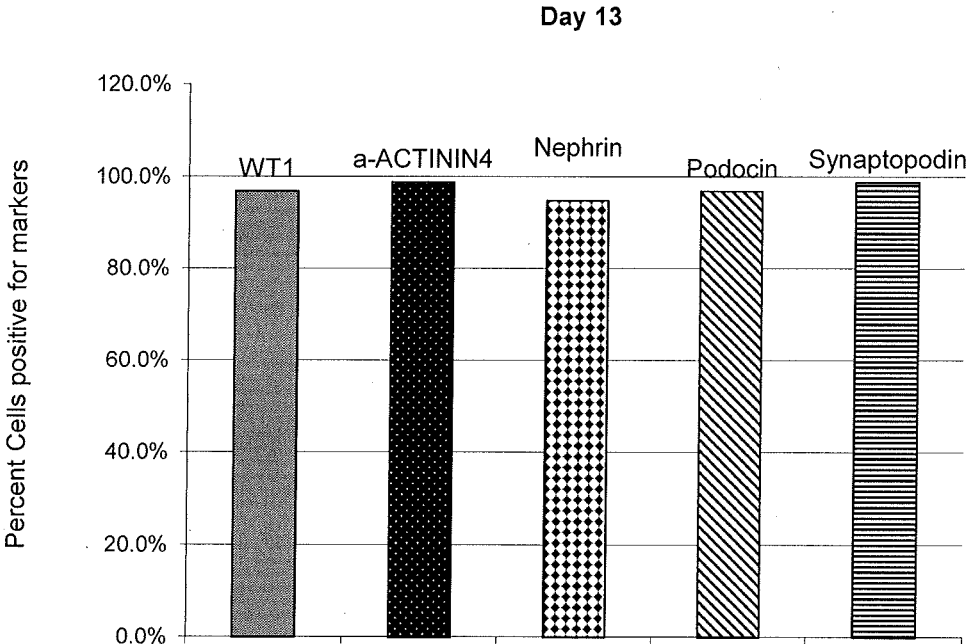 Day 13
Percent Cells positive for markers
120.0%
100.0%
80.0%
60.0%
40.0%
20.0%
0.0%
WT1
a-ACTININ4
Nephrin
Podocin
Synaptopodin